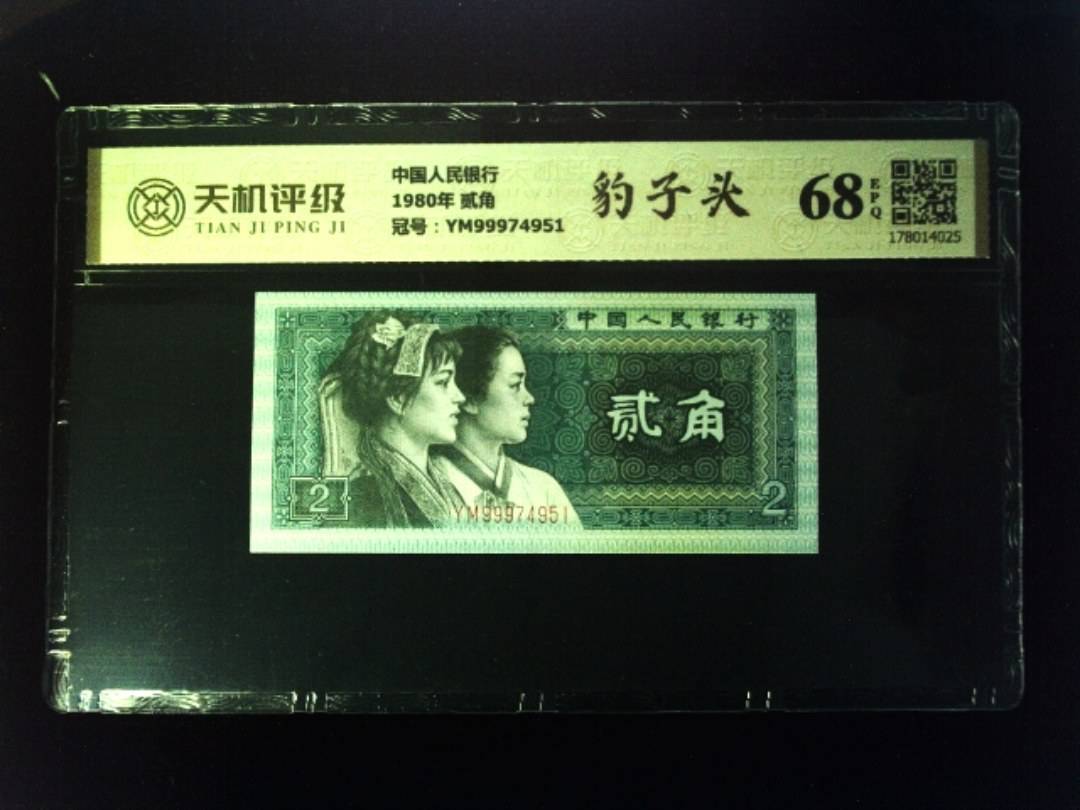 天机评级
TIAN JI PING JI
中国人民银行
1980年 贰角
冠号：YM99974951
豹子头
68
EPQ
178014025
中国人民银行
贰角
2
2
YM99974951